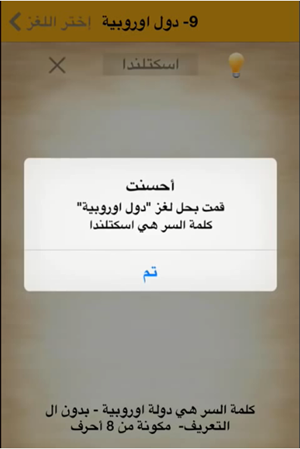 9- دول اوروبية
إختر اللغز
اسكتلندا
أحسنت
قمت بحل لغز "دول اوروبية"
كلمة السر هي اسكتلندا
تم
كلمة السر هي دولة اوروبية - بدون ال
التعريف- مكونة من 8 أحرف